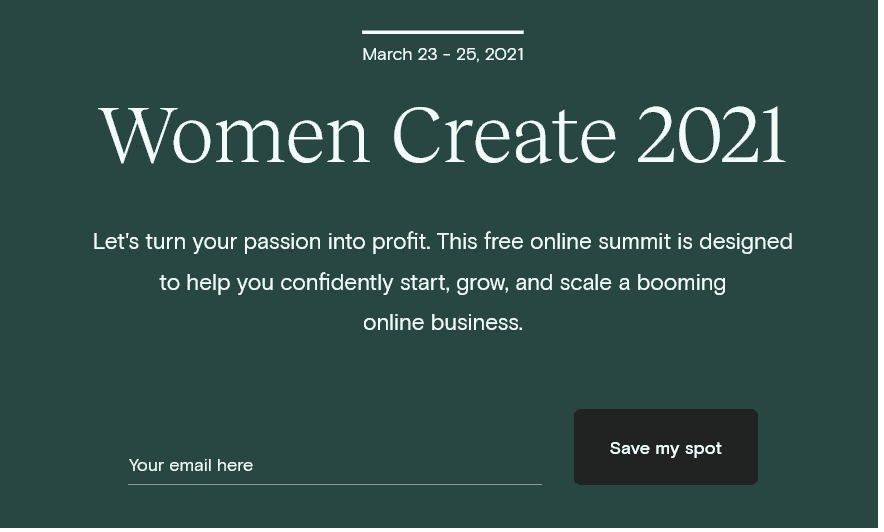 March 23 - 25, 2021
Women Create 2021
Let's turn your passion into profit. This free online summit is designed
to help you confidently start, grow, and scale a booming
online business.
Your email here
Save my spot